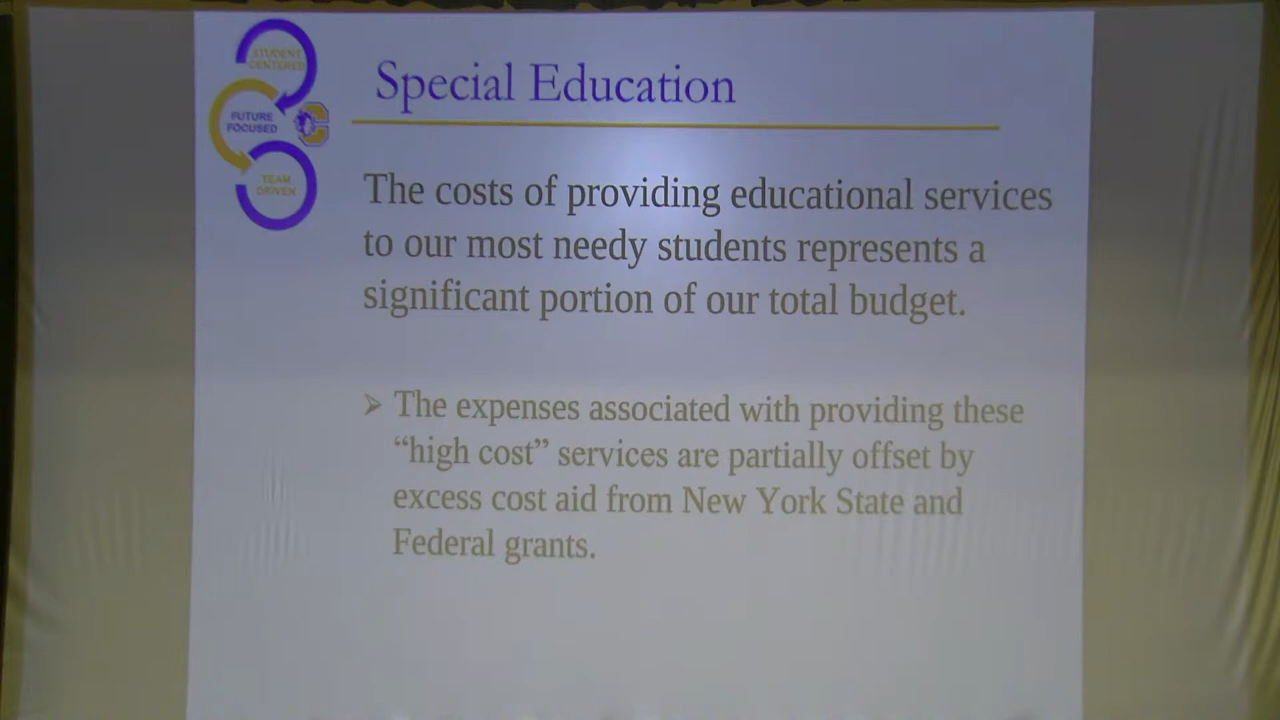 STUDENT
CENTERED
FUTURE
FOCUSED
TEAM
DRIVEN
Special Education
The costs of providing educational services
to our most needy students represents a
significant portion of our total budget.
➢ The expenses associated with providing these
“high cost” services are partially offset by
excess cost aid from New York State and
Federal grants.